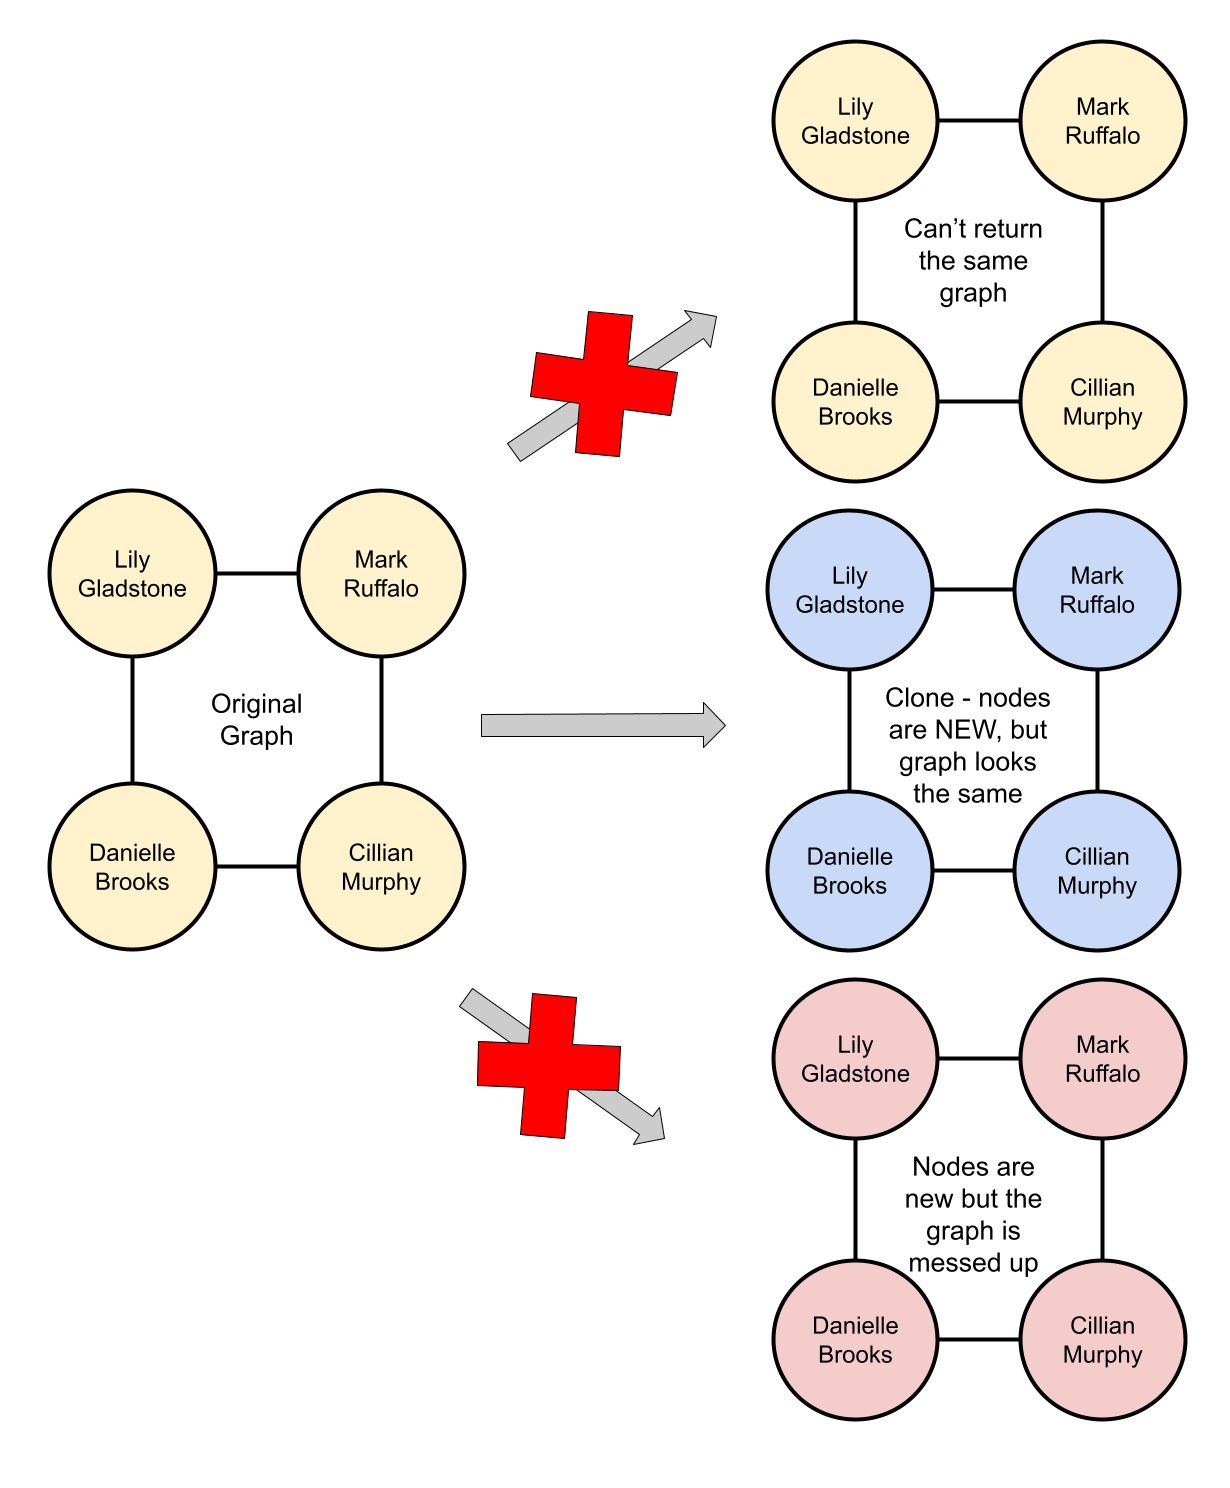 Lily
Gladstone
Mark
Ruffalo
Can’t return
the same
graph
Danielle
Brooks
Cillian
Murphy
Lily
Gladstone
Mark
Ruffalo
Original
Graph
Danielle
Brooks
Cillian
Murphy
Lily
Gladstone
Mark
Ruffalo
Clone - nodes
are NEW, but
graph looks
the same
Danielle
Brooks
Cillian
Murphy
Lily
Gladstone
Mark
Ruffalo
Nodes are
new but the
graph is
messed up
Danielle
Brooks
Cillian
Murphy